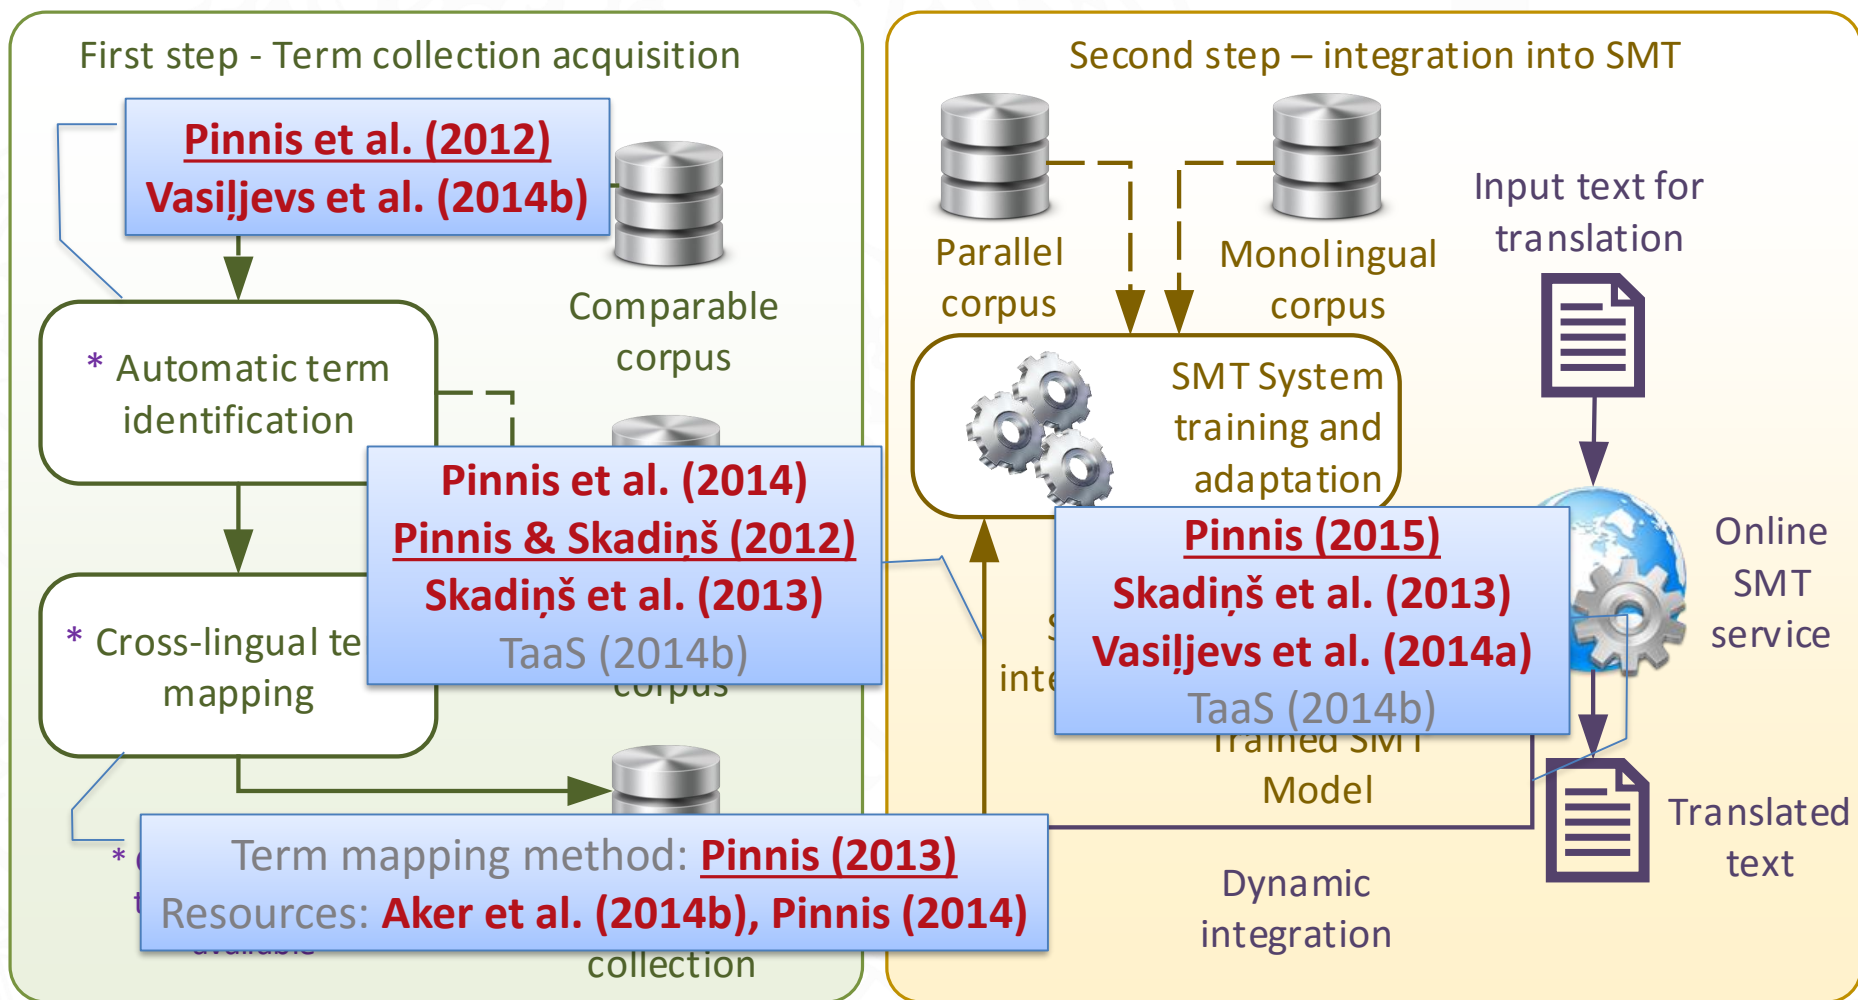 First step - Term collection acquisition
Pinnis et al. (2012)
Vasiļjevs et al. (2014b)
Comparable
corpus
* Automatic term
identification
Pinnis et al. (2014)
Pinnis & Skadiņš (2012)
Skadiņš et al. (2013)
TaaS (2014b)
corpus
* Cross-lingual
mapping
Term mapping method: Pinnis (2013)
Resources: Aker et al. (2014b), Pinnis (2014)
*
available
collection
Second step – integration into SMT
Parallel
corpus
Monolingual
corpus
Input text for
translation
SMT System
training and
adaptation
Pinnis (2015)
Skadiņš et al. (2013)
Vasiļjevs et al. (2014a)
TaaS (2014b)
Online
SMT
service
Trained SMT
Model
Translated
text
Dynamic
integration